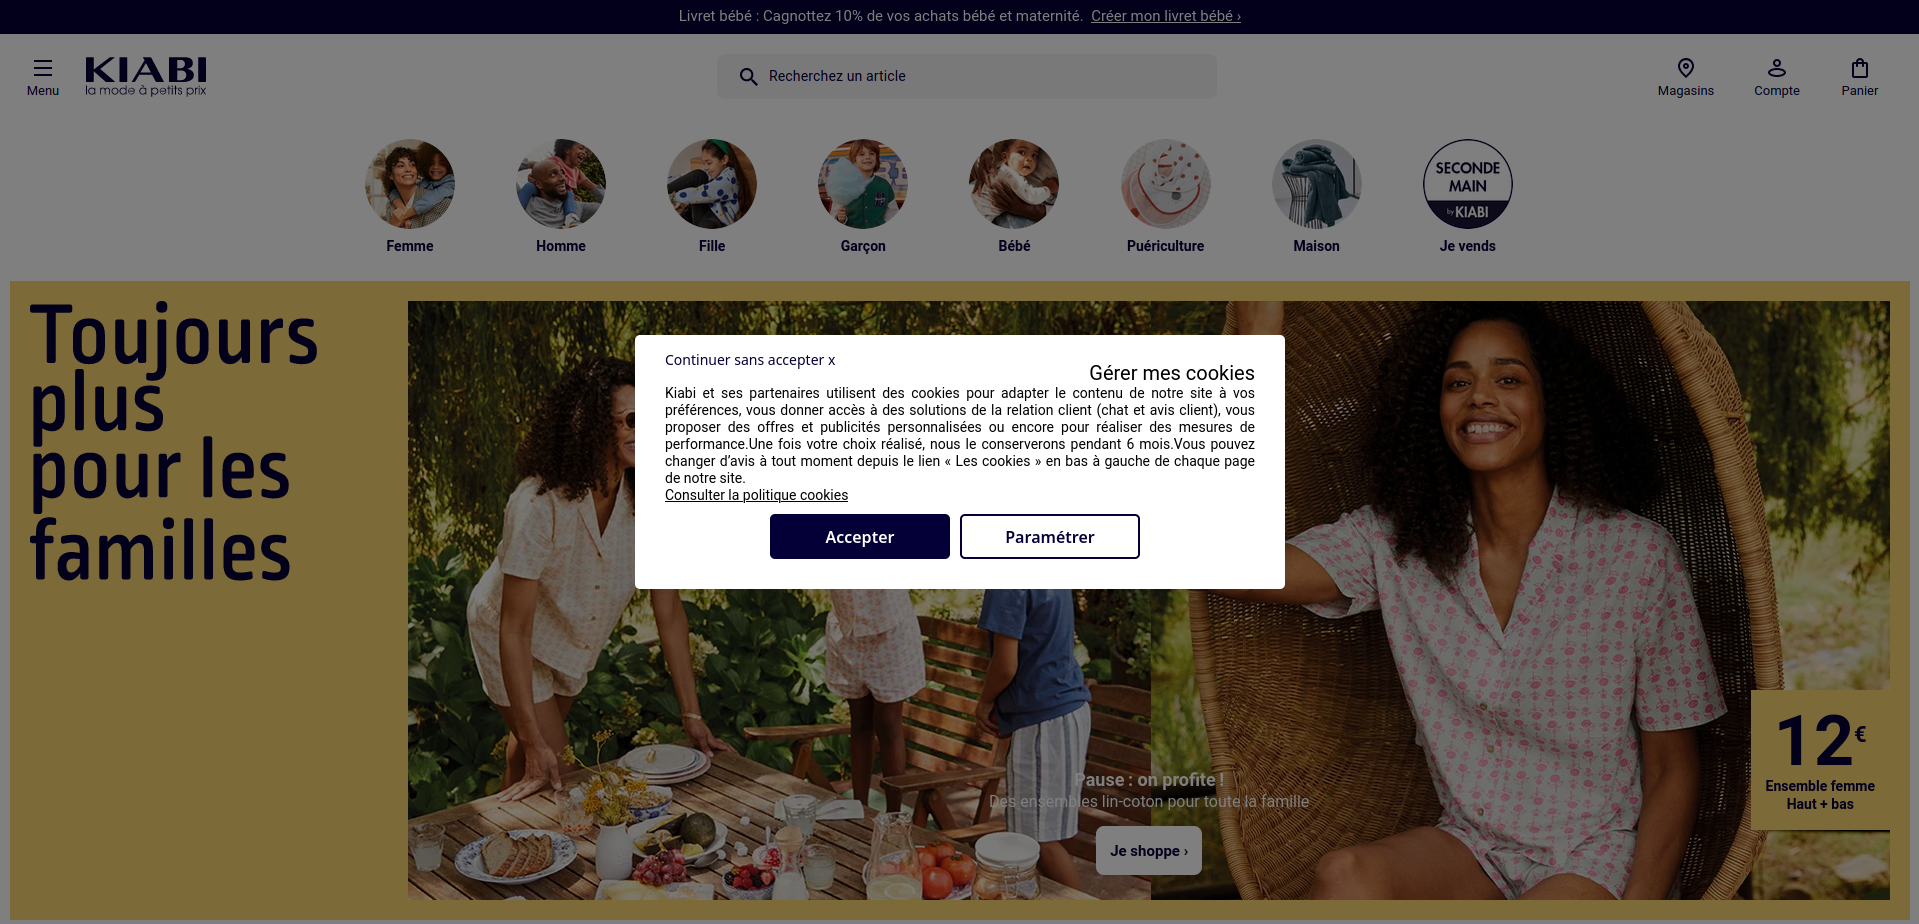 Livret bébé : Cagnottez 10% de vos achats bébé et maternité. Créer mon livret bébé ›
Menu
KIABI
la mode à petits prix
Recherchez un article
Magasins
Compte
Panier
SECONDE
MAIN
by KIABI
Femme
Homme
Fille
Garçon
Bébé
Puériculture
Maison
Je vends
Toujours
plus
pour les
familles
Continuer sans accepter x
Gérer mes cookies
Kiabi et ses partenaires utilisent des cookies pour adapter le contenu de notre site à vos
préférences, vous donner accès à des solutions de la relation client (chat et avis client), vous
proposer des offres et publicités personnalisées ou encore pour réaliser des mesures de
performance.Une fois votre choix réalisé, nous le conserverons pendant 6 mois.Vous pouvez
changer d’avis à tout moment depuis le lien « Les cookies » en bas à gauche de chaque page
de notre site.
Consulter la politique cookies
Accepter
Paramétrer
12€
Ensemble femme
Haut + bas
Pause : on profite !
Des ensembles lin-coton pour toute la famille
Je shoppe ›